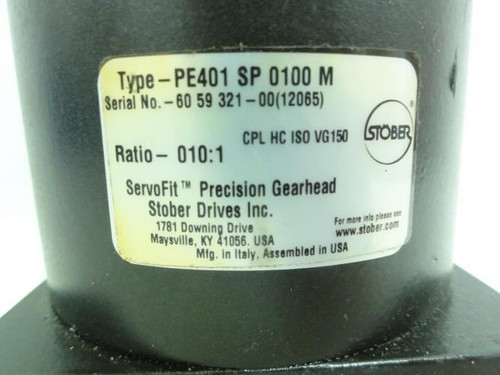 Type - PE401 SP 0100 M
Serial No. - 60 59 321 - 00(12065)
CPL HC ISO VG150
STÖBER
®
Ratio - 010:1
ServoFit™ Precision Gearhead
Stober Drives Inc.
1781 Downing Drive
Maysville, KY 41056. USA
Mfg. in Italy, Assembled in USA
For more info please see
www.stober.com